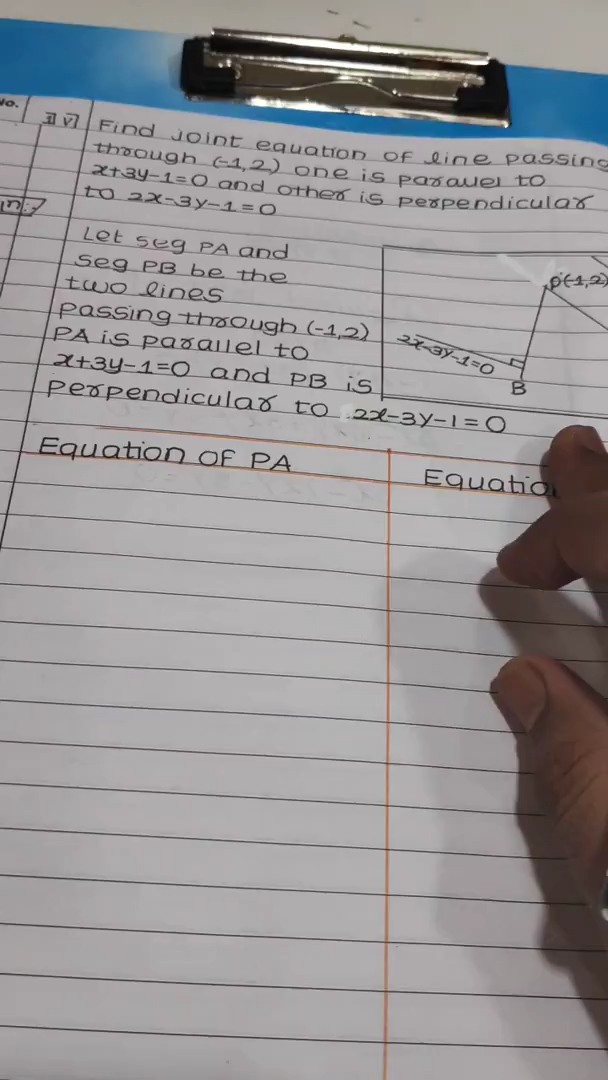 No.
iv] Find joint equation of line passing
through (-1,2) one is parallel to
x+3y-1=0 and other is perpendicular
to 2x-3y-1=0
Let seg PA and
seg PB be the
two lines
passing through (-1,2)
PA is parallel to
x+3y-1=0 and PB is
perpendicular to 2x-3y-1=0
P(-1,2)
2x-3y-1=0
B
Equation OF PA
Equatio